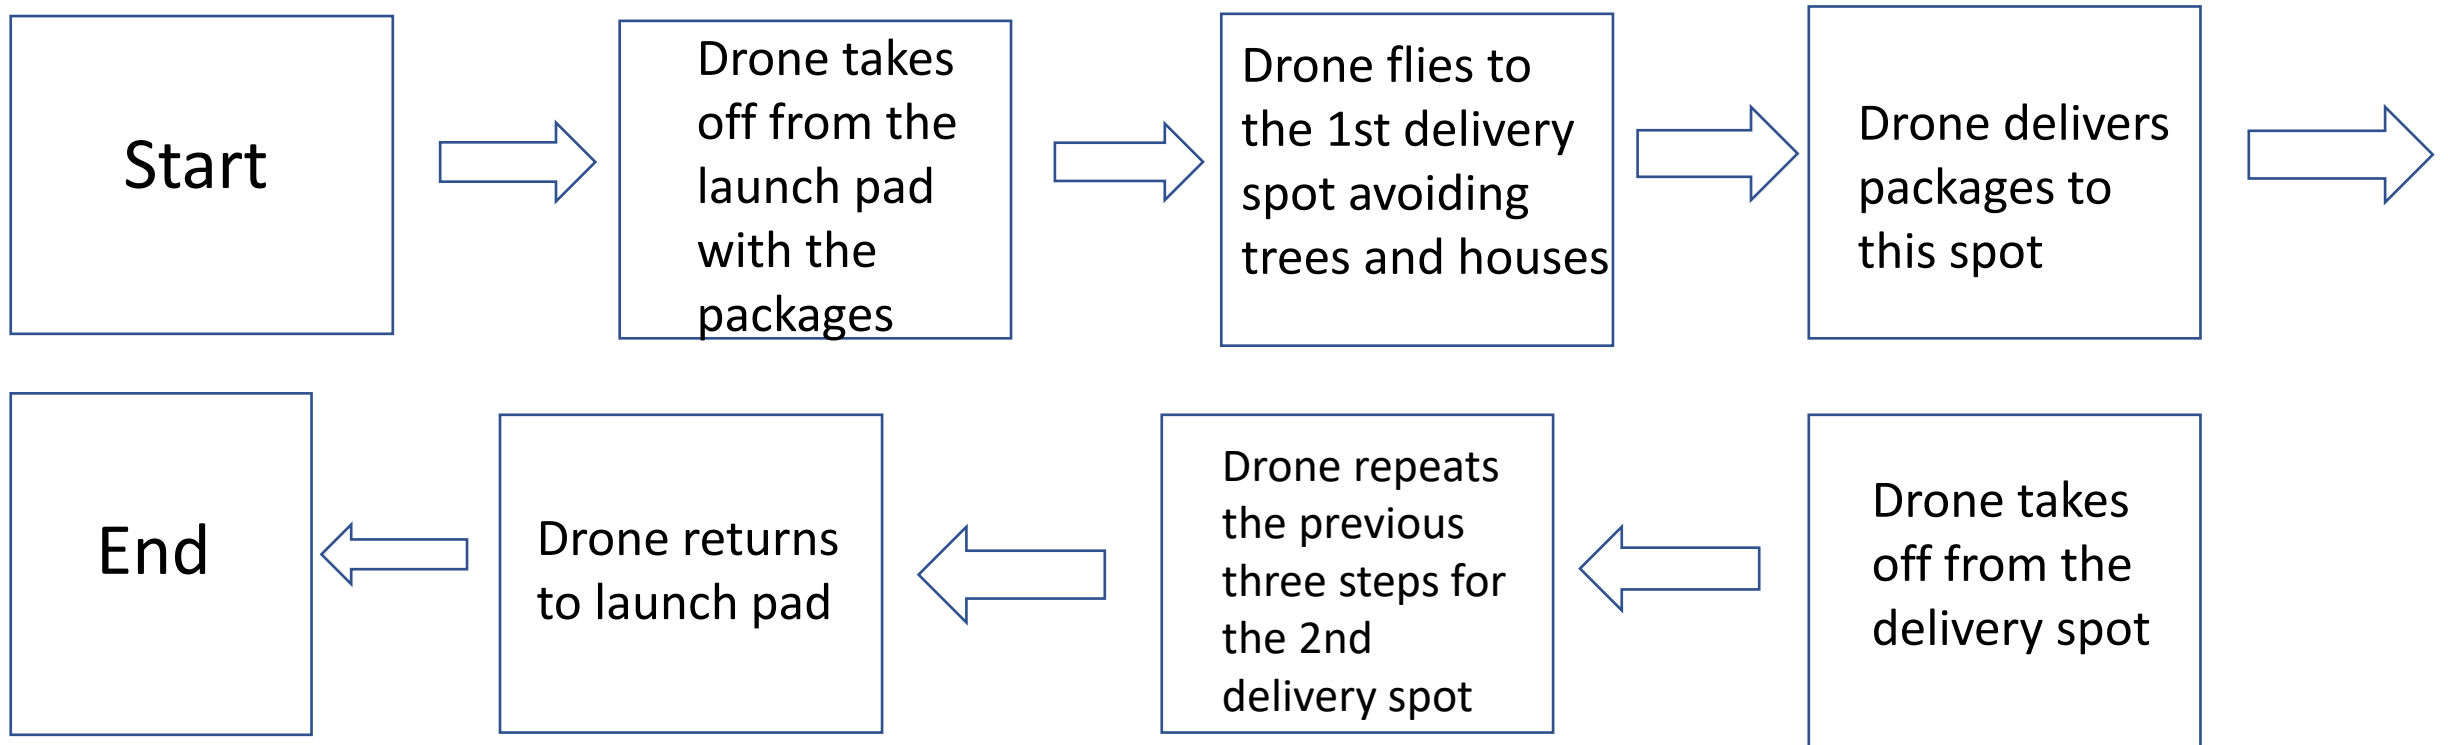 Start
Drone takes
off from the
launch pad
with the
packages
Drone flies to
the 1st delivery
spot avoiding
trees and houses
Drone delivers
packages to
this spot
Drone takes
off from the
delivery spot
Drone repeats
the previous
three steps for
the 2nd
delivery spot
Drone returns
to launch pad
End